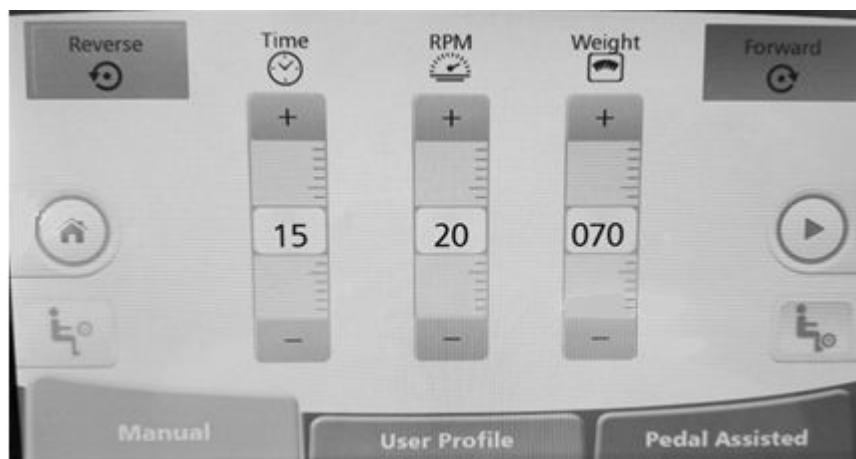 Reverse
Time
RPM
Weight
Forward
+
+
+
15
20
070
−
−
−
Manual
User Profile
Pedal Assisted